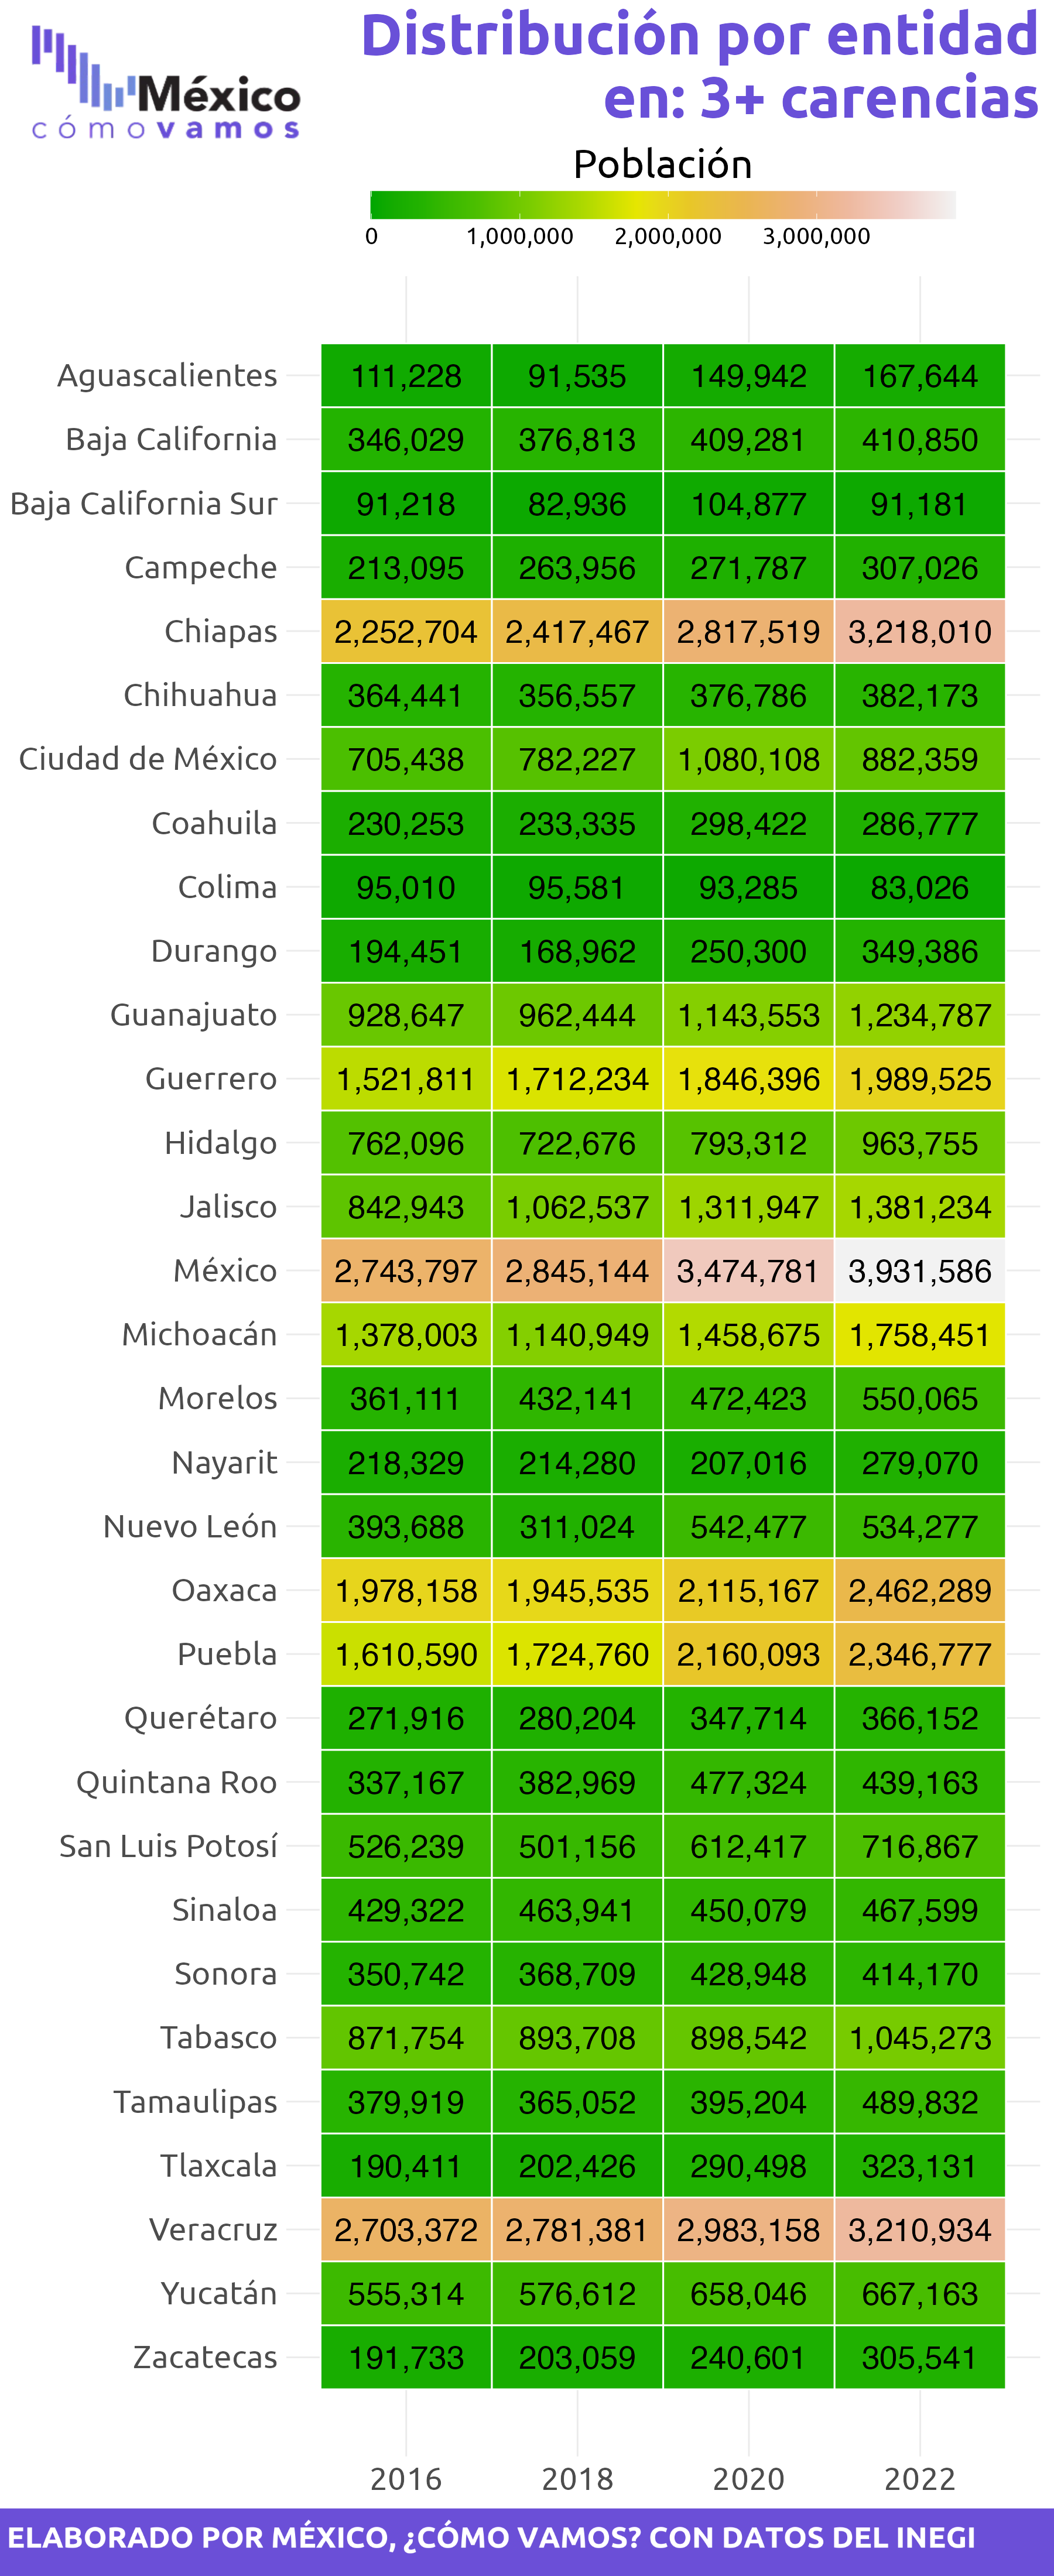 México
cómovamos
Distribución por entidad
en: 3+ carencias
Población
0 1,000,000 2,000,000 3,000,000
Aguascalientes 111,228 91,535 149,942 167,644
Baja California 346,029 376,813 409,281 410,850
Baja California Sur 91,218 82,936 104,877 91,181
Campeche 213,095 263,956 271,787 307,026
Chiapas 2,252,704 2,417,467 2,817,519 3,218,010
Chihuahua 364,441 356,557 376,786 382,173
Ciudad de México 705,438 782,227 1,080,108 882,359
Coahuila 230,253 233,335 298,422 286,777
Colima 95,010 95,581 93,285 83,026
Durango 194,451 168,962 250,300 349,386
Guanajuato 928,647 962,444 1,143,553 1,234,787
Guerrero 1,521,811 1,712,234 1,846,396 1,989,525
Hidalgo 762,096 722,676 793,312 963,755
Jalisco 842,943 1,062,537 1,311,947 1,381,234
México 2,743,797 2,845,144 3,474,781 3,931,586
Michoacán 1,378,003 1,140,949 1,458,675 1,758,451
Morelos 361,111 432,141 472,423 550,065
Nayarit 218,329 214,280 207,016 279,070
Nuevo León 393,688 311,024 542,477 534,277
Oaxaca 1,978,158 1,945,535 2,115,167 2,462,289
Puebla 1,610,590 1,724,760 2,160,093 2,346,777
Querétaro 271,916 280,204 347,714 366,152
Quintana Roo 337,167 382,969 477,324 439,163
San Luis Potosí 526,239 501,156 612,417 716,867
Sinaloa 429,322 463,941 450,079 467,599
Sonora 350,742 368,709 428,948 414,170
Tabasco 871,754 893,708 898,542 1,045,273
Tamaulipas 379,919 365,052 395,204 489,832
Tlaxcala 190,411 202,426 290,498 323,131
Veracruz 2,703,372 2,781,381 2,983,158 3,210,934
Yucatán 555,314 576,612 658,046 667,163
Zacatecas 191,733 203,059 240,601 305,541
2016 2018 2020 2022
ELABORADO POR MÉXICO, ¿CÓMO VAMOS? CON DATOS DEL INEGI